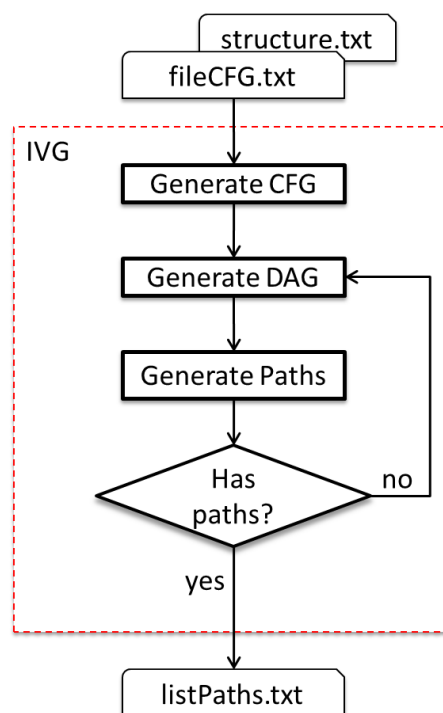 structure.txt
fileCFG.txt
IVG
Generate CFG
Generate DAG
Generate Paths
Has
paths?
no
yes
listPaths.txt